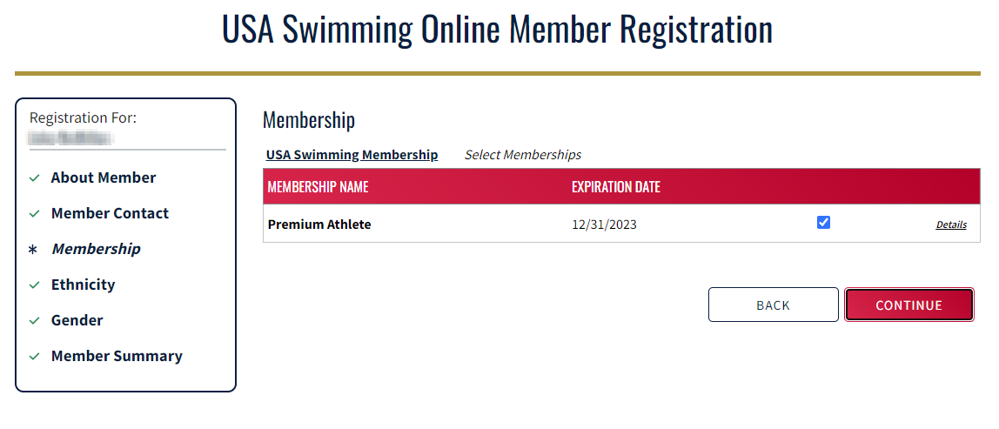 USA Swimming Online Member Registration
Registration For:
About Member
Member Contact
Membership
Ethnicity
Gender
Member Summary
Membership
USA Swimming Membership Select Memberships
MEMBERSHIP NAME EXPIRATION DATE
Premium Athlete 12/31/2023 Details
BACK CONTINUE